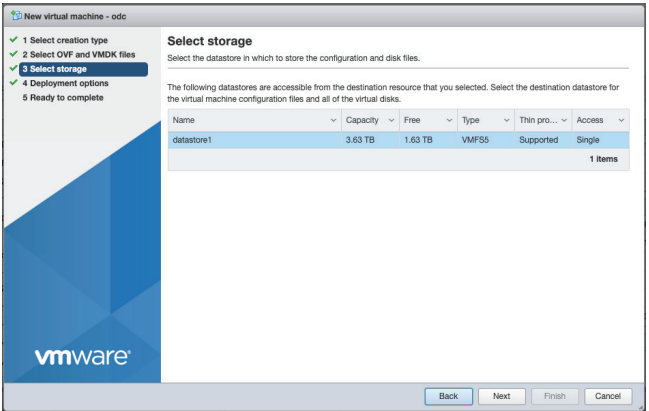 New virtual machine - odc
1 Select creation type
2 Select OVF and VMDK files
3 Select storage
4 Deployment options
5 Ready to complete
Select storage
Select the datastore in which to store the configuration and disk files.
The following datastores are accessible from the destination resource that you selected. Select the destination datastore for
the virtual machine configuration files and all of the virtual disks.
Name Capacity Free Type Thin pro... Access
datastore1 3.63 TB 1.63 TB VMFS5 Supported Single
1 items
vmware®
Back Next Finish Cancel